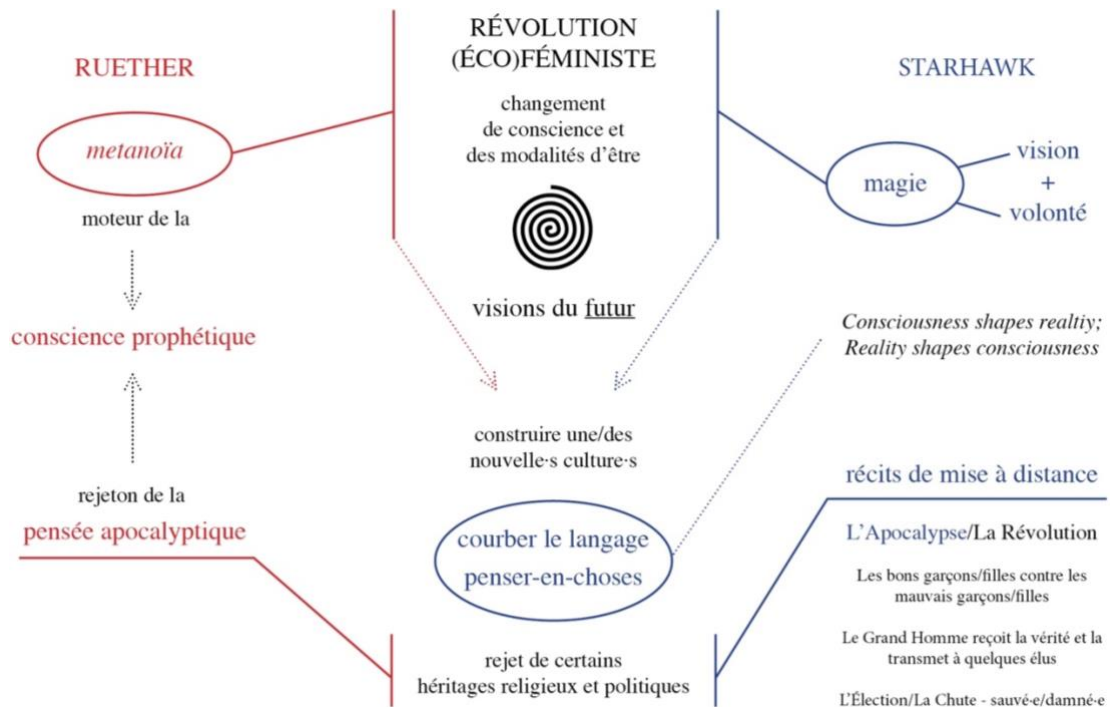 RUETHER
metanoïa
moteur de la
conscience prophétique
rejeton de la
pensée apocalyptique
RÉVOLUTION
(ÉCO)FÉMINISTE
changement
de conscience et
des modalités d'être
visions du futur
construire une/des
nouvelle·s culture·s
courber le langage
penser-en-choses
rejet de certains
héritages religieux et politiques
STARHAWK
magie
vision
+
volonté
Consciousness shapes realtiy;
Reality shapes consciousness
récits de mise à distance
L'Apocalypse/La Révolution
Les bons garçons/filles contre les
mauvais garçons/filles
Le Grand Homme reçoit la vérité et la
transmet à quelques élus
L'Élection/La Chute - sauvé·e/damné·e